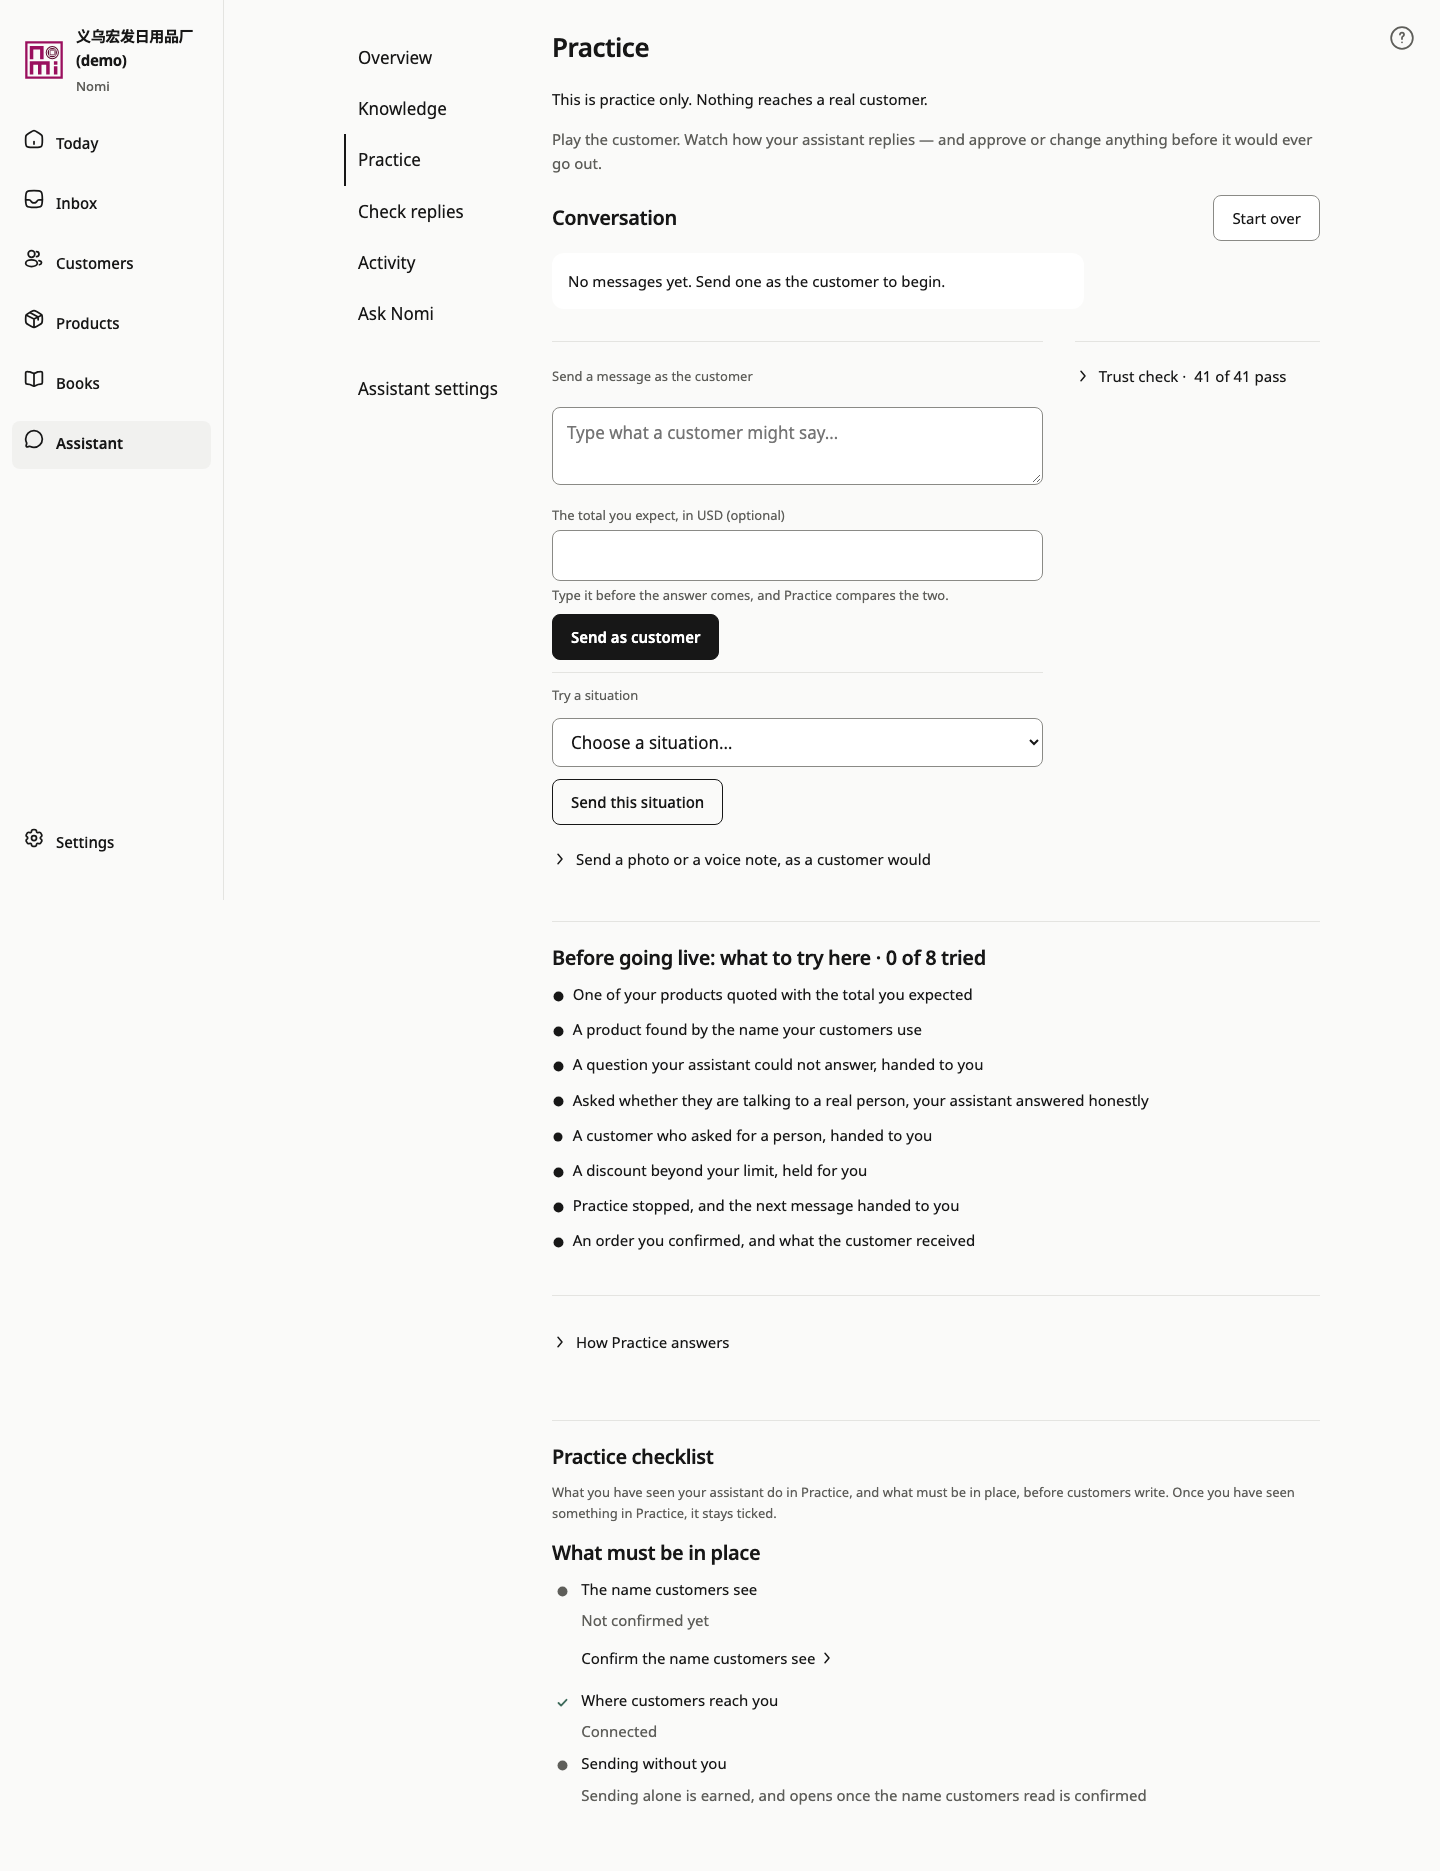 义乌宏发日用品厂
(demo)
Nomi
Today
Inbox
Customers
Products
Books
Assistant
Settings
Overview
Knowledge
Practice
Check replies
Activity
Ask Nomi
Assistant settings
Practice
This is practice only. Nothing reaches a real customer.
Play the customer. Watch how your assistant replies — and approve or change anything before it would ever
go out.
Conversation
Start over
No messages yet. Send one as the customer to begin.
Send a message as the customer
Trust check · 41 of 41 pass
Type what a customer might say...
The total you expect, in USD (optional)
Type it before the answer comes, and Practice compares the two.
Send as customer
Try a situation
Choose a situation...
Send this situation
Send a photo or a voice note, as a customer would
Before going live: what to try here · 0 of 8 tried
One of your products quoted with the total you expected
A product found by the name your customers use
A question your assistant could not answer, handed to you
Asked whether they are talking to a real person, your assistant answered honestly
A customer who asked for a person, handed to you
A discount beyond your limit, held for you
Practice stopped, and the next message handed to you
An order you confirmed, and what the customer received
How Practice answers
Practice checklist
What you have seen your assistant do in Practice, and what must be in place, before customers write. Once you have seen
something in Practice, it stays ticked.
What must be in place
The name customers see
Not confirmed yet
Confirm the name customers see
Where customers reach you
Connected
Sending without you
Sending alone is earned, and opens once the name customers read is confirmed